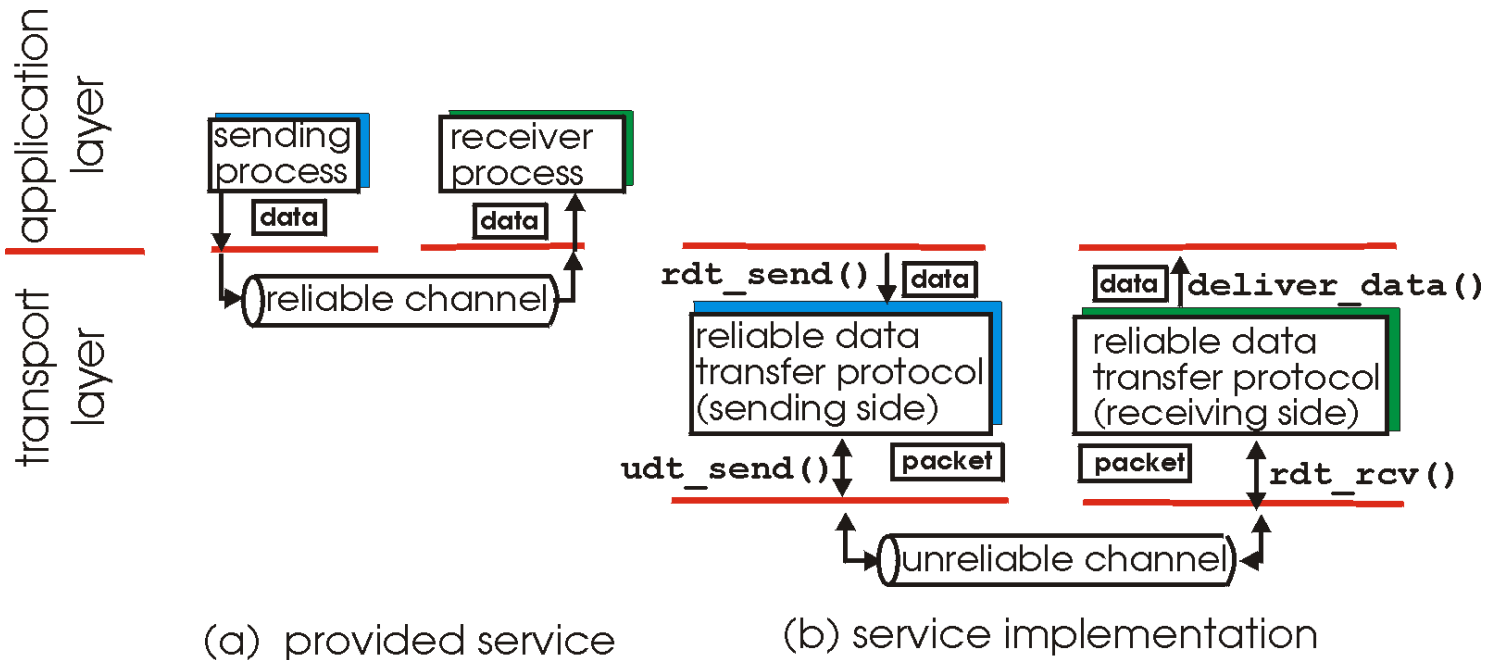 application
layer
transport
layer
sending
process
receiver
process
data
data
reliable channel
(a) provided service
rdt_send()
data
data
deliver_data()
reliable data
transfer protocol
(sending side)
reliable data
transfer protocol
(receiving side)
udt_send()
packet
packet
rdt_rcv()
unreliable channel
(b) service implementation